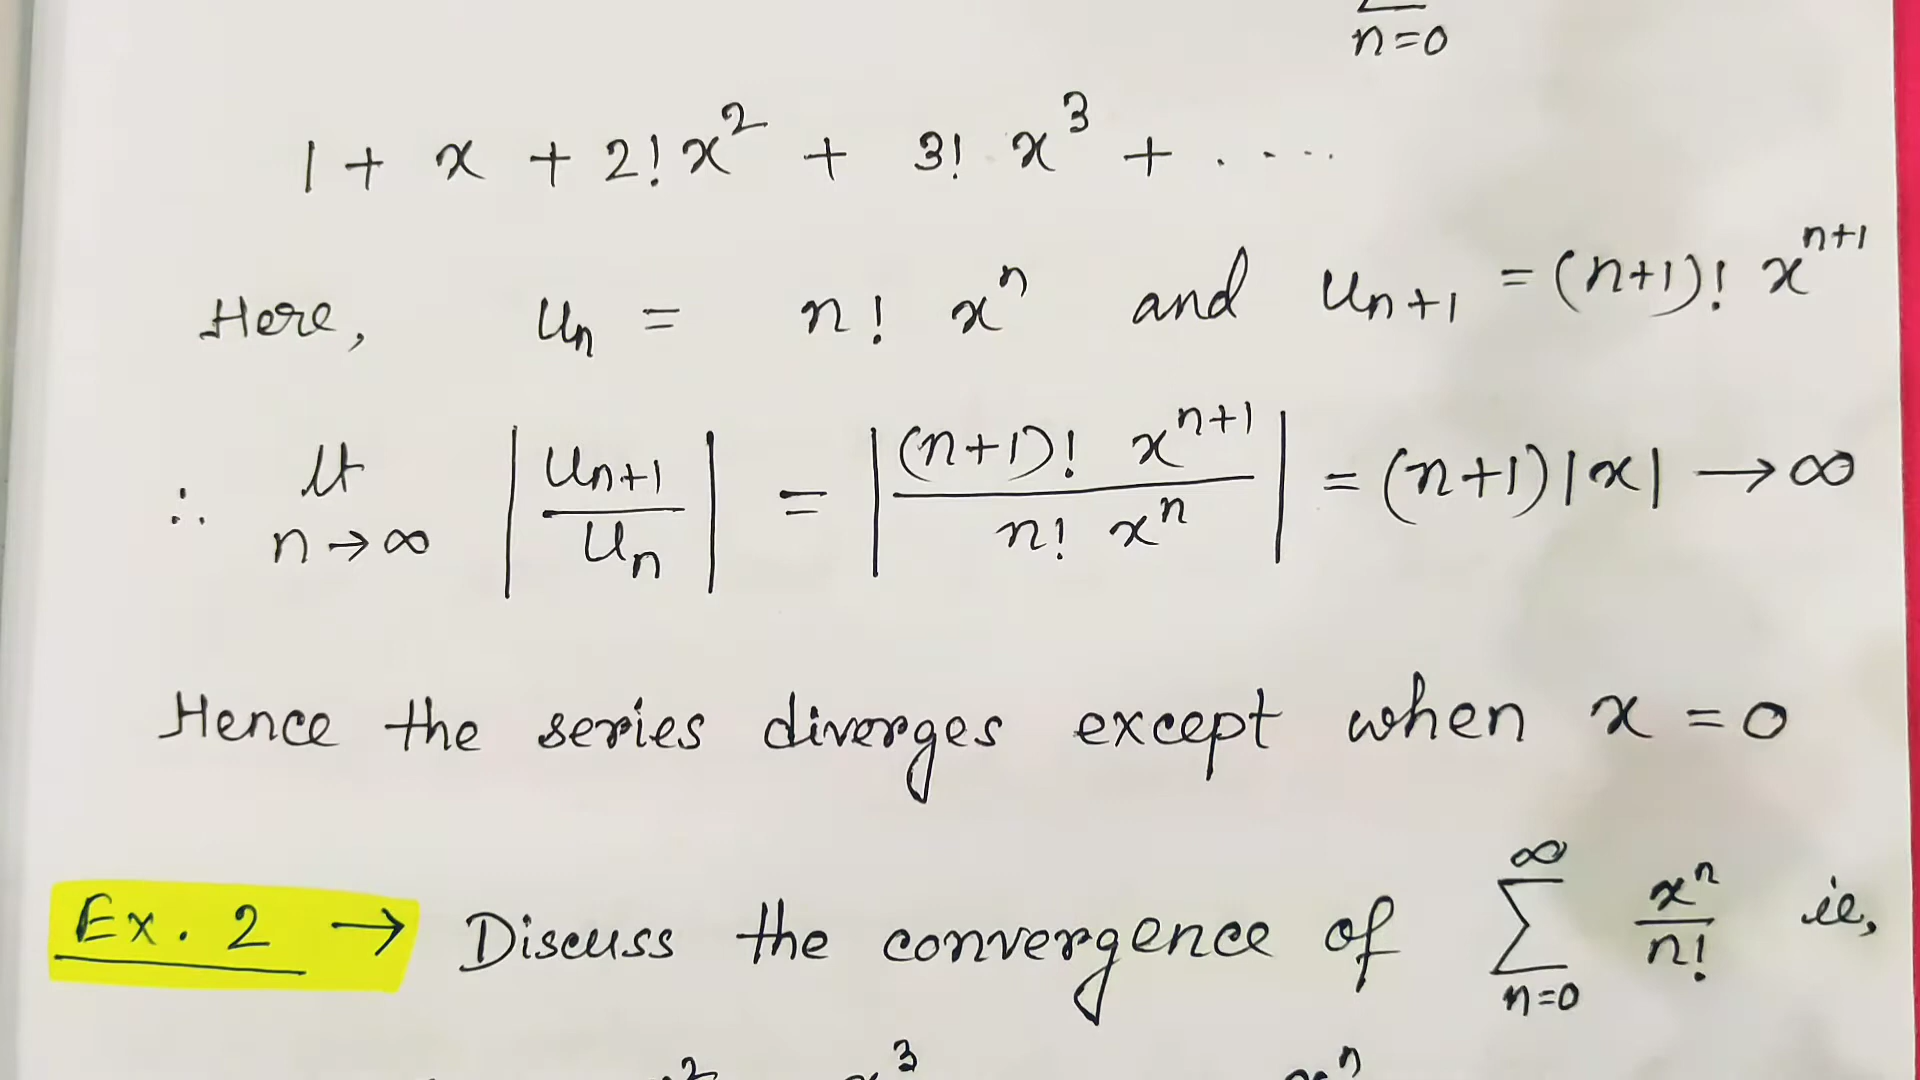 n=0
1 + x + 2! x² + 3! x³ + ....
Here, uₙ = n! xⁿ and uₙ₊₁ = (n+1)! xⁿ⁺¹
∴ lt n→∞ |uₙ₊₁ / uₙ| = |(n+1)! xⁿ⁺¹ / n! xⁿ| = (n+1)|x| → ∞
Hence the series diverges except when x = 0
Ex. 2 → Discuss the convergence of ∑ n=0 ∞ xⁿ/n! ie,